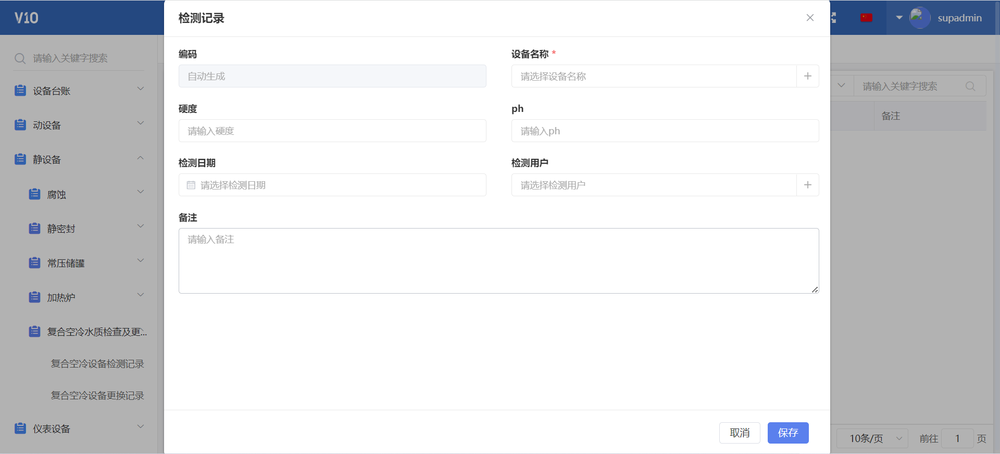 V10
supadmin
请输入关键字搜索
设备台账
动设备
静设备
腐蚀
静密封
常压储罐
加热炉
复合空冷水质检查及更...
复合空冷设备检测记录
复合空冷设备更换记录
仪表设备
检测记录
编码
设备名称 *
自动生成
请选择设备名称
硬度
ph
请输入硬度
请输入ph
检测日期
检测用户
请选择检测日期
请选择检测用户
备注
请输入备注
取消
保存
请输入关键字搜索
备注
10条/页
前往 1 页